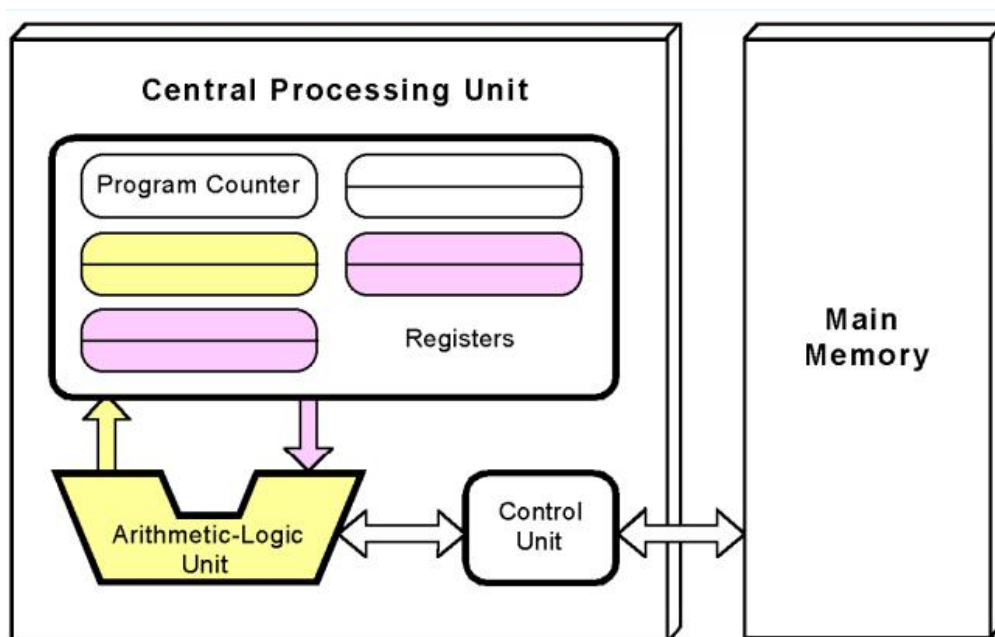 Central Processing Unit
Program Counter
Registers
Main
Memory
Arithmetic-Logic
Unit
Control
Unit